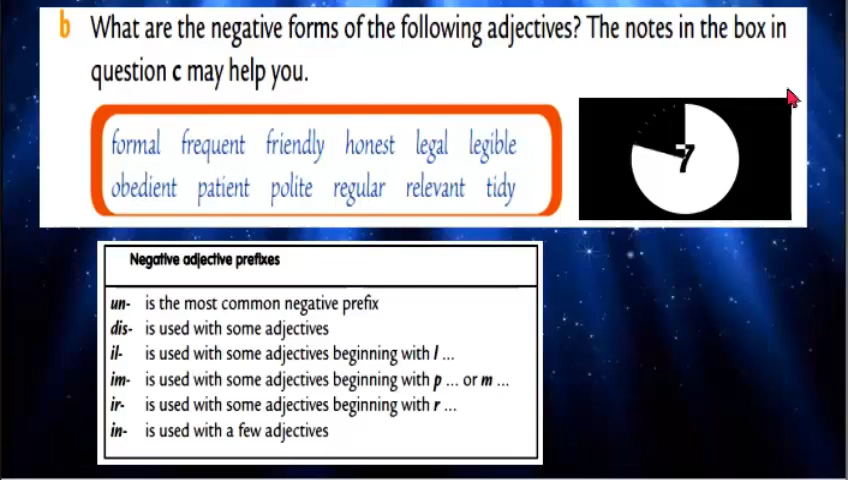 b What are the negative forms of the following adjectives? The notes in the box in
question c may help you.
formal frequent friendly honest legal legible
obedient patient polite regular relevant tidy
7
Negative adjective prefixes
un- is the most common negative prefix
dis- is used with some adjectives
il- is used with some adjectives beginning with l ...
im- is used with some adjectives beginning with p ... or m ...
ir- is used with some adjectives beginning with r ...
in- is used with a few adjectives